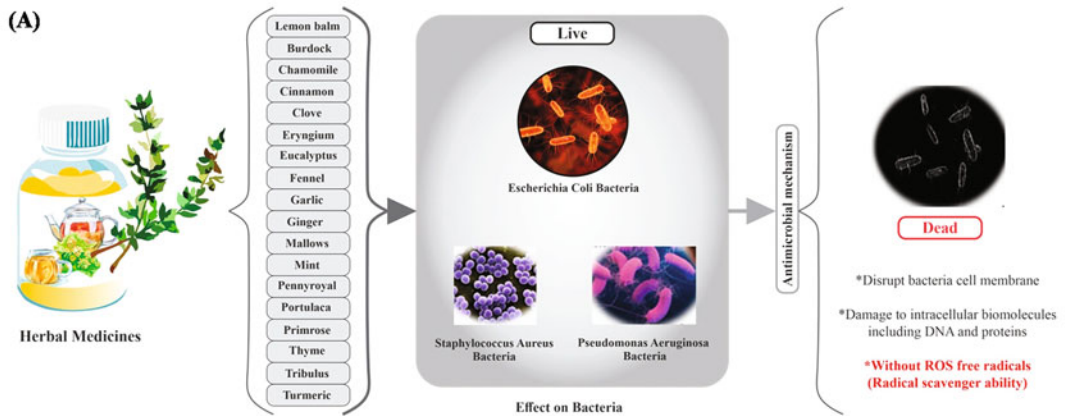 (A)
Herbal Medicines
Lemon balm
Burdock
Chamomile
Cinnamon
Clove
Eryngium
Eucalyptus
Fennel
Garlic
Ginger
Mallows
Mint
Pennyroyal
Portulaca
Primrose
Thyme
Tribulus
Turmeric
Live
Escherichia Coli Bacteria
Staphylococcus Aureus
Bacteria
Pseudomonas Aeruginosa
Bacteria
Effect on Bacteria
Antimicrobial mechanism
Dead
*Disrupt bacteria cell membrane
*Damage to intracellular biomolecules
including DNA and proteins
*Without ROS free radicals
(Radical scavenger ability)